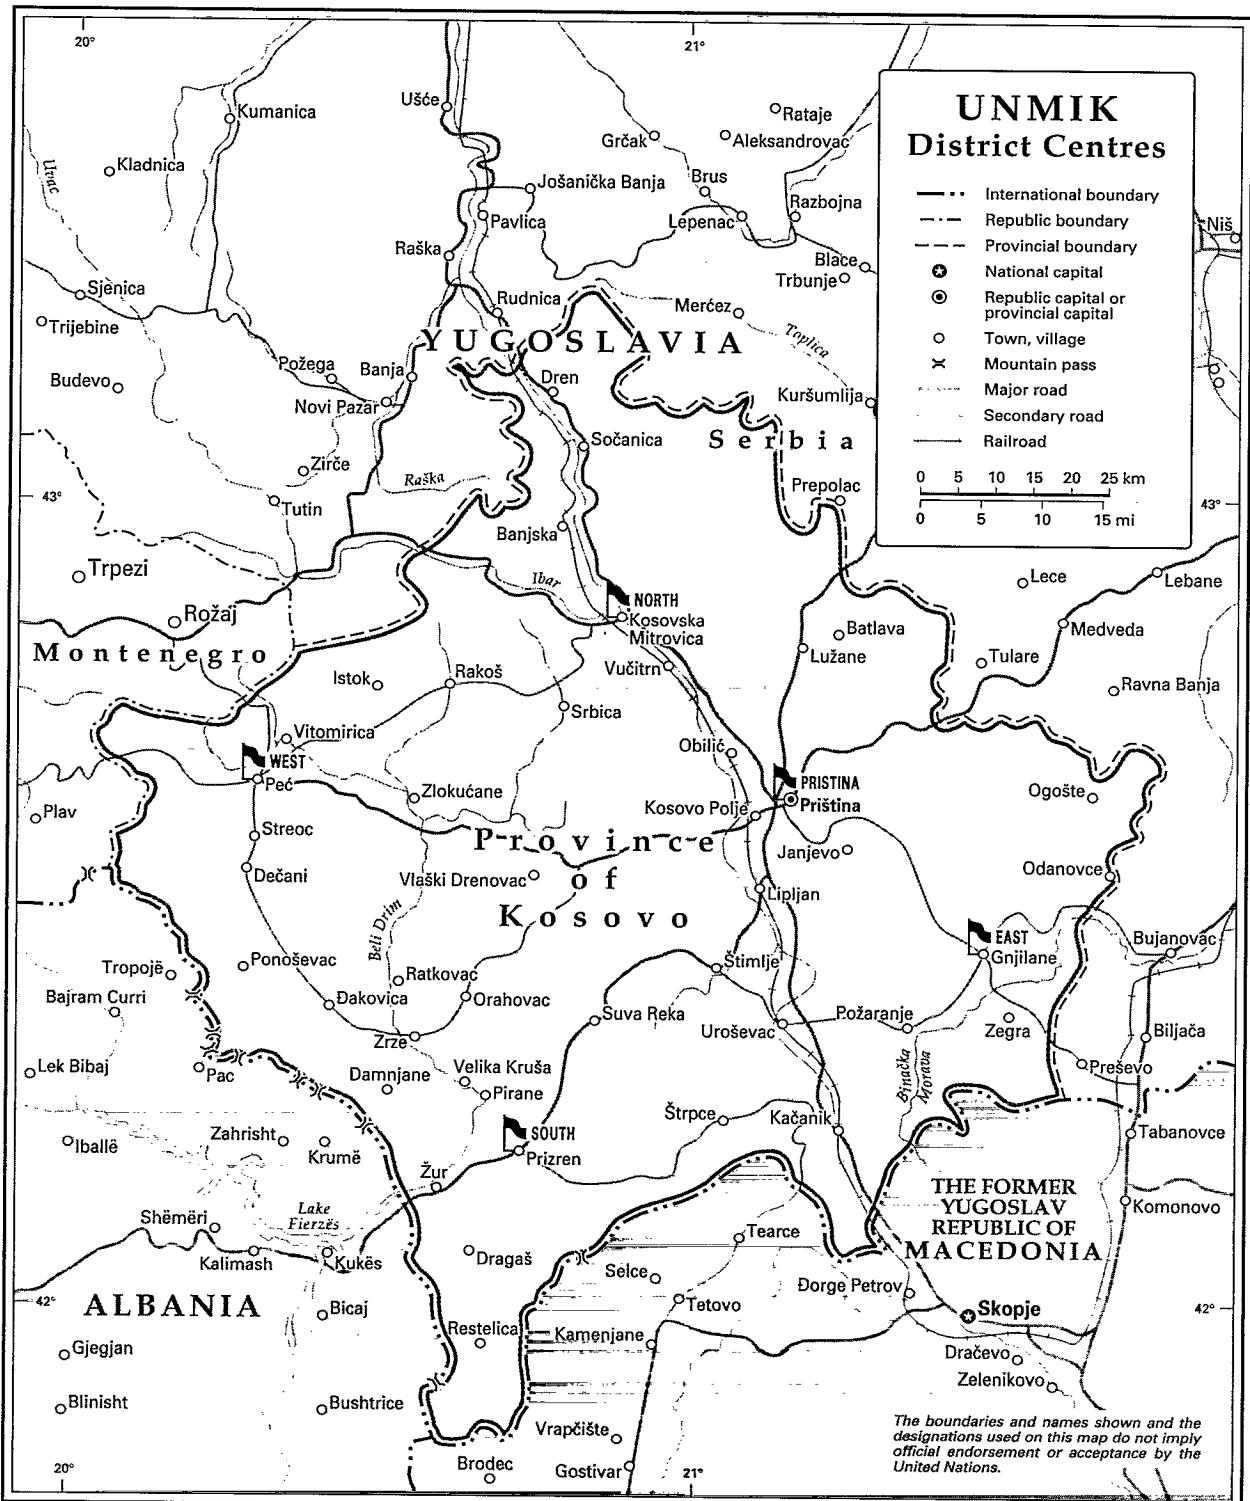 20°
21°
UNMIK
District Centres
International boundary
Republic boundary
Provincial boundary
National capital
Republic capital or
provincial capital
Town, village
Mountain pass
Major road
Secondary road
Railroad
0 5 10 15 20 25 km
0 5 10 15 mi
Ušće
Kumanica
Rataje
Grčak
Aleksandrovac
Uvac
Kladnica
Jošanička Banja
Brus
Razbojna
Pavlica
Lepenac
Niš
Raška
Blace
Trbunje
Sjenica
Rudnica
Merćez
Trijebine
YUGOSLAVIA
Toplica
Požega
Banja
Dren
Budevo
Kuršumlija
Novi Pazar
Sočanica
Serbia
Zirče
Raška
Prepolac
43°
43°
Tutin
Banjska
Trpezi
Ibar
Lece
Lebane
Rožaj
NORTH
Kosovska
Mitrovica
Batlava
Medveda
Montenegro
Lužane
Tulare
Vučitrn
Istok
Rakoš
Ravna Banja
Srbica
Vitomirica
Obilić
WEST
Peć
PRISTINA
Priština
Zlokućane
Ogošte
Plav
Kosovo Polje
Streoc
Province
of
Kosovo
Janjevo
Dečani
Vlaški Drenovac
Odanovce
Lipljan
Beli Drim
EAST
Gnjilane
Bujanovac
Tropojë
Ponoševac
Ratkovac
Štimlje
Bajram Curri
Đakovica
Orahovac
Suva Reka
Uroševac
Požaranje
Zegra
Biljača
Zrze
Lek Bibaj
Pac
Damnjane
Velika Kruša
Pirane
Binačka
Morava
Preševo
Štrpce
Kačanik
Iballë
Zahrisht
Krumë
SOUTH
Prizren
Tabanovce
Žur
THE FORMER
YUGOSLAV
REPUBLIC OF
MACEDONIA
Lake
Fierzës
Shëmëri
Komonovo
Kalimash
Kukës
Dragaš
Tearce
Selce
Đorge Petrov
42°
42°
ALBANIA
Bicaj
Tetovo
Skopje
Restelica
Kamenjane
Gjegjan
Dračevo
Zelenikovo
Blinisht
Bushtrice
Vrapčište
Brodec
Gostivar
The boundaries and names shown and the
designations used on this map do not imply
official endorsement or acceptance by the
United Nations.
20°
21°